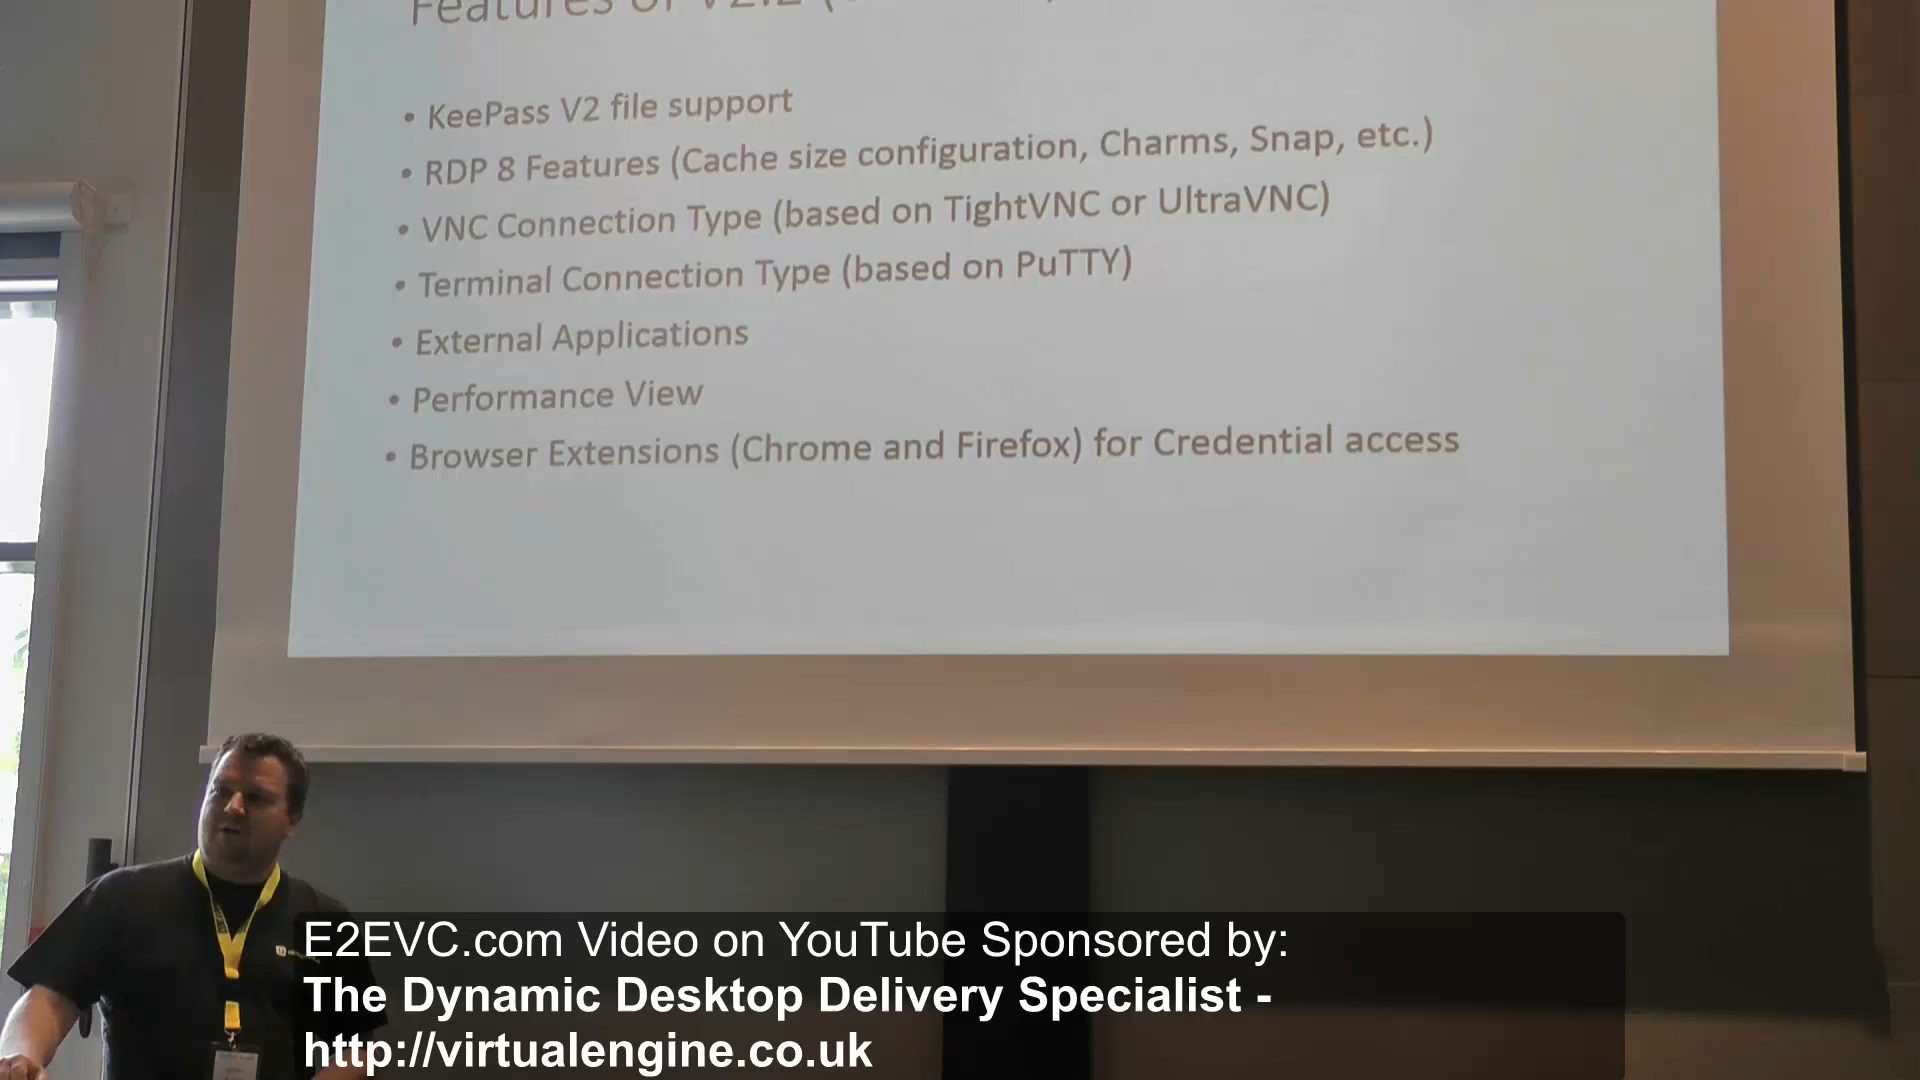 Features of V2.2
• KeePass V2 file support
• RDP 8 Features (Cache size configuration, Charms, Snap, etc.)
• VNC Connection Type (based on TightVNC or UltraVNC)
• Terminal Connection Type (based on PuTTY)
• External Applications
• Performance View
• Browser Extensions (Chrome and Firefox) for Credential access
E2EVC.com Video on YouTube Sponsored by:
The Dynamic Desktop Delivery Specialist -
http://virtualengine.co.uk